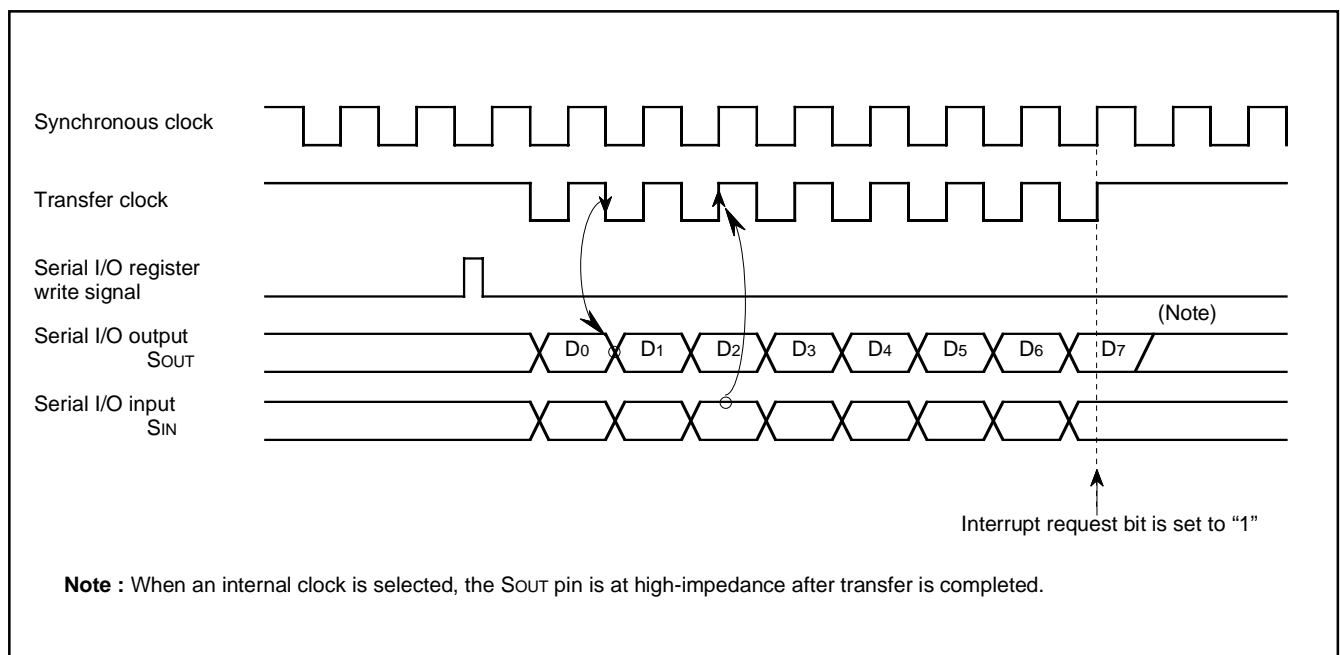 Synchronous clock
Transfer clock
Serial I/O register
write signal
(Note)
Serial I/O output
SOUT
D0 D1 D2 D3 D4 D5 D6 D7
Serial I/O input
SIN
Interrupt request bit is set to “1”
Note : When an internal clock is selected, the SOUT pin is at high-impedance after transfer is completed.